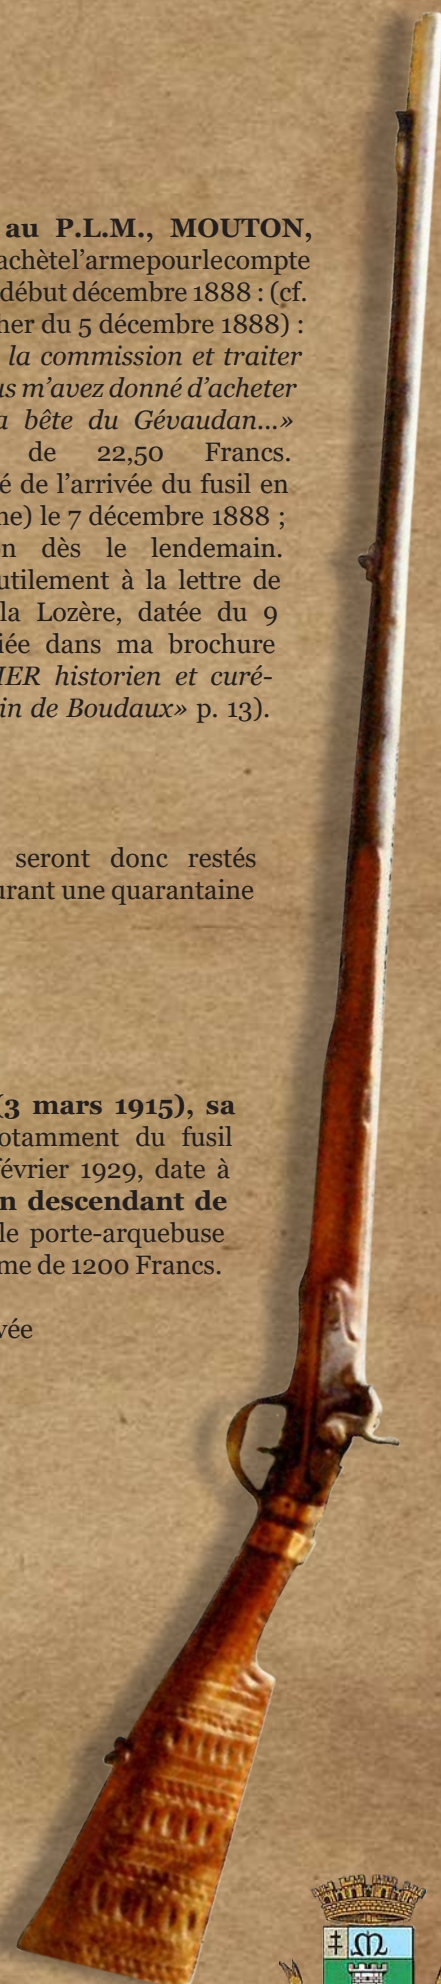 au P.L.M., MOUTON,
achètel'armepourlecompte
début décembre 1888 : (cf.
her du 5 décembre 1888) :
la commission et traiter
us m'avez donné d'acheter
a bête du Gévaudan...»
de 22,50 Francs.
é de l'arrivée du fusil en
ne) le 7 décembre 1888 ;
n dès le lendemain.
utilement à la lettre de
la Lozère, datée du 9
iée dans ma brochure
IER historien et curé-
in de Boudaux» p. 13).
seront donc restés
urant une quarantaine
(3 mars 1915), sa
otamment du fusil
février 1929, date à
n descendant de
le porte-arquebuse
me de 1200 Francs.
vée
M